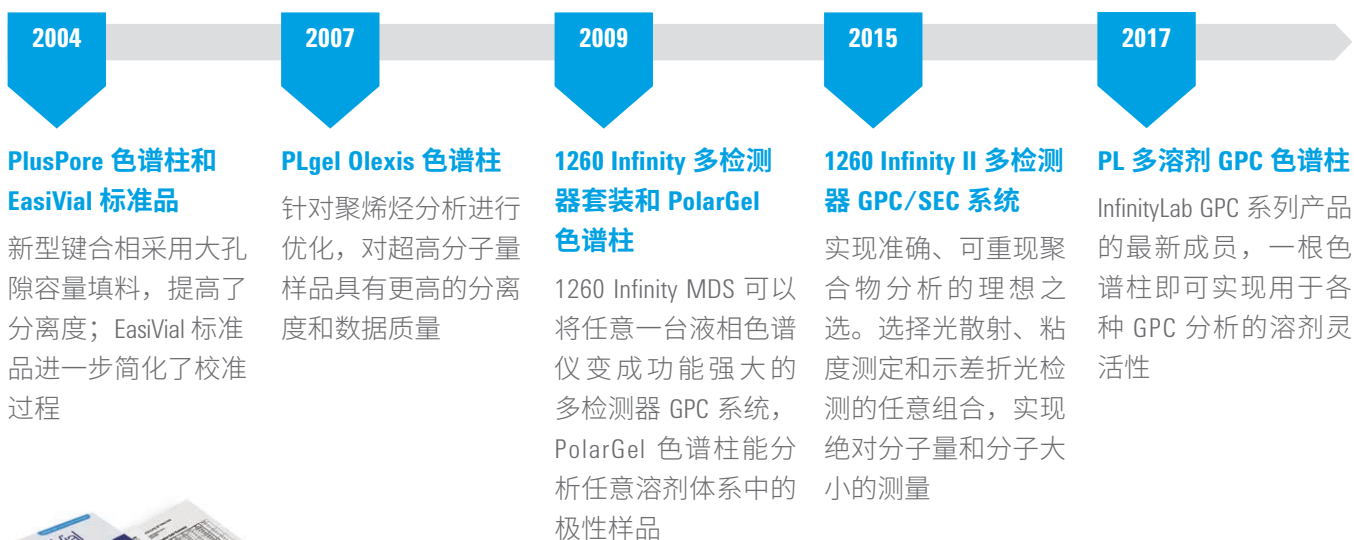 2004
2007
2009
2015
2017
PlusPore 色谱柱和
EasiVial 标准品
新型键合相采用大孔
隙容量填料，提高了
分离度；EasiVial 标准
品进一步简化了校准
过程
PLgel Olexis 色谱柱
针对聚烯烃分析进行
优化，对超高分子量
样品具有更高的分离
度和数据质量
1260 Infinity 多检测
器套装和 PolarGel
色谱柱
1260 Infinity MDS 可以
将任意一台液相色谱
仪变成功能强大的
多检测器 GPC 系统，
PolarGel 色谱柱能分
析任意溶剂体系中的
极性样品
1260 Infinity II 多检测
器 GPC/SEC 系统
实现准确、可重现聚
合物分析的理想之
选。选择光散射、粘
度测定和示差折光检
测的任意组合，实现
绝对分子量和分子大
小的测量
PL 多溶剂 GPC 色谱柱
InfinityLab GPC 系列产品
的最新成员，一根色
谱柱即可实现用于各
种 GPC 分析的溶剂灵
活性